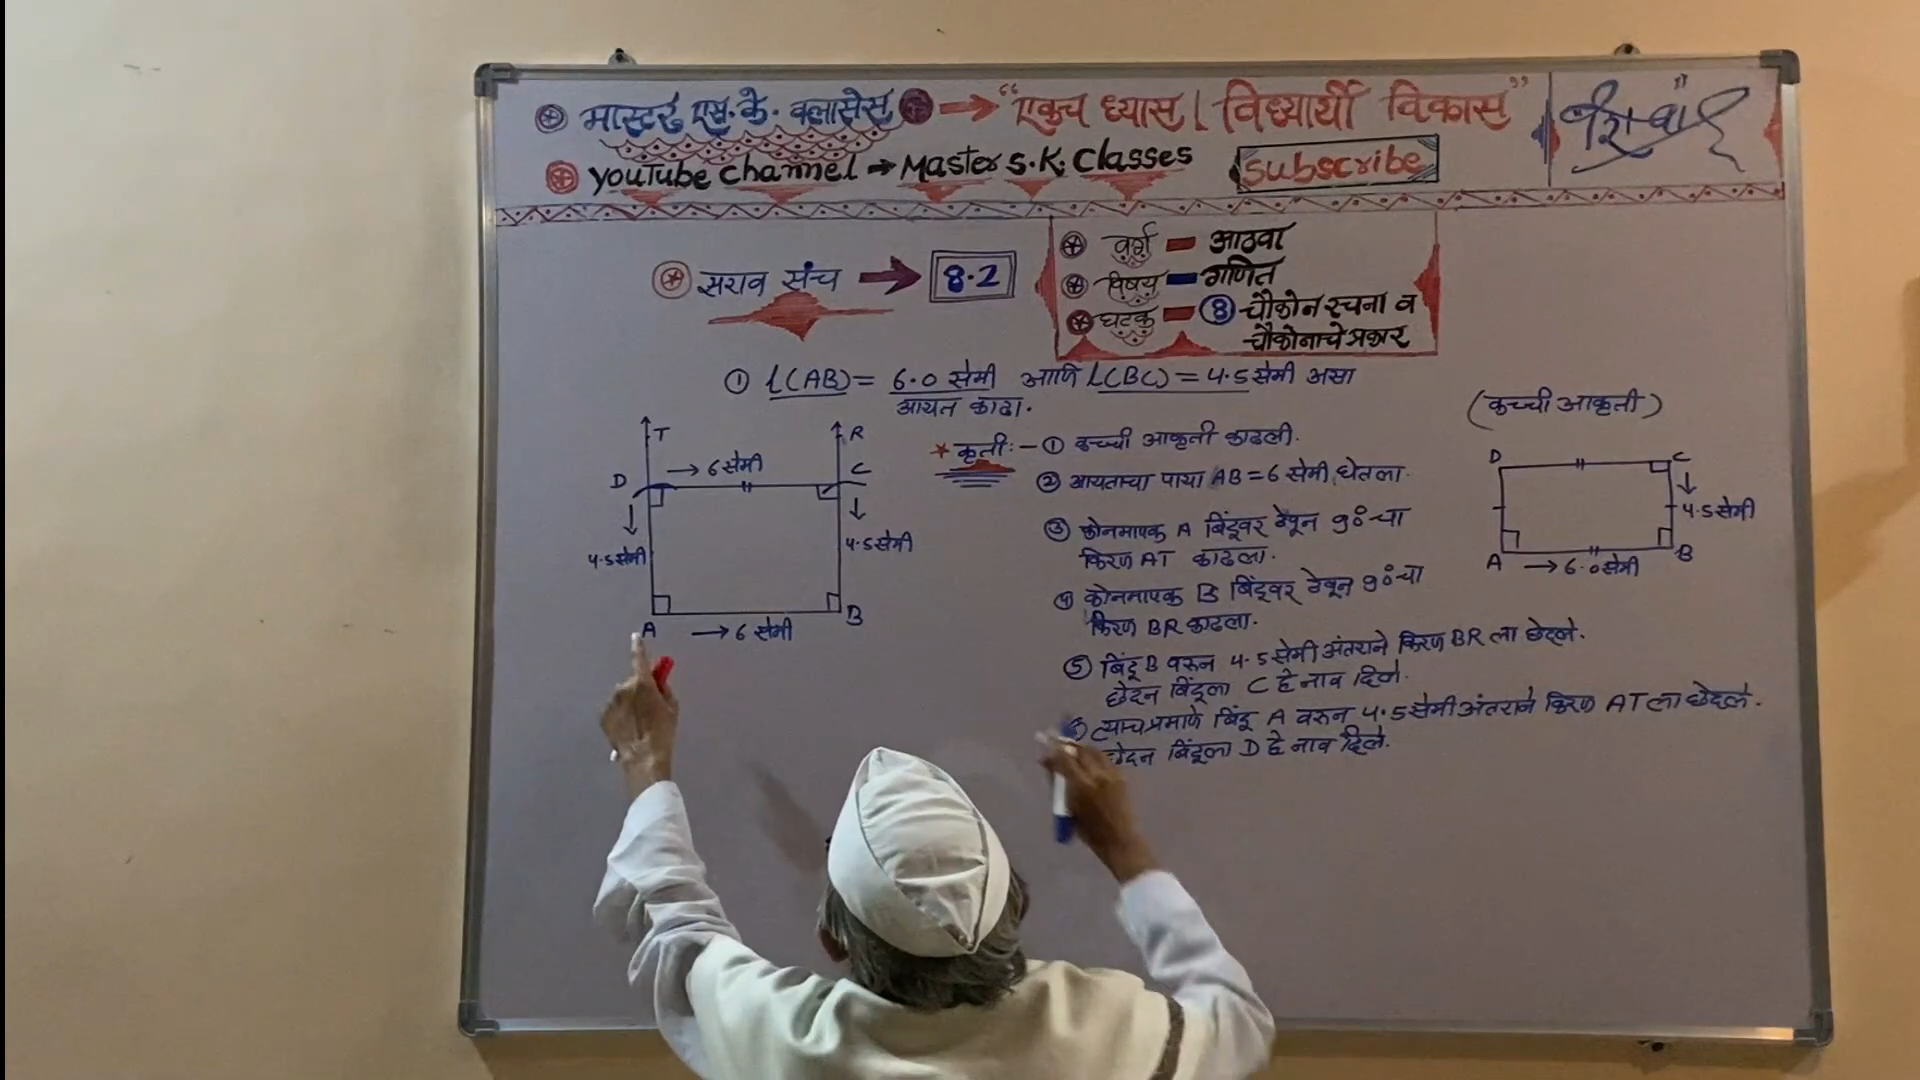 मास्टर एस.के. क्लासेस → "एकच ध्यास। विद्यार्थी विकास"
YouTube Channel → Master S.K. Classes Subscribe
सराव संच → 8.2
वर्ग - आठवा
विषय - गणित
घटक - 8 चौकोन रचना व
चौकोनाचे प्रकार
① l(AB) = 6.0 सेमी आणि l(BC) = 4.5 सेमी असा
आयत काढा.
(कच्ची आकृती)
T
R
D
C
→ 6 सेमी
4.5 सेमी
4.5 सेमी
A
B
→ 6 सेमी
* कृती:- ① कच्ची आकृती काढली.
② आयताचा पाया AB = 6 सेमी घेतला.
③ कोनमापक A बिंदूवर ठेवून 90°चा
किरण AT काढला.
④ कोनमापक B बिंदूवर ठेवून 90°चा
किरण BR काढला.
⑤ बिंदू B वरून 4.5 सेमी अंतराने किरण BR ला छेदले.
छेदन बिंदूला C हे नाव दिले.
त्याचप्रमाणे बिंदू A वरून 4.5 सेमी अंतराने किरण AT ला छेदले.
छेदन बिंदूला D हे नाव दिले.
D
C
4.5 सेमी
A
B
→ 6.0 सेमी